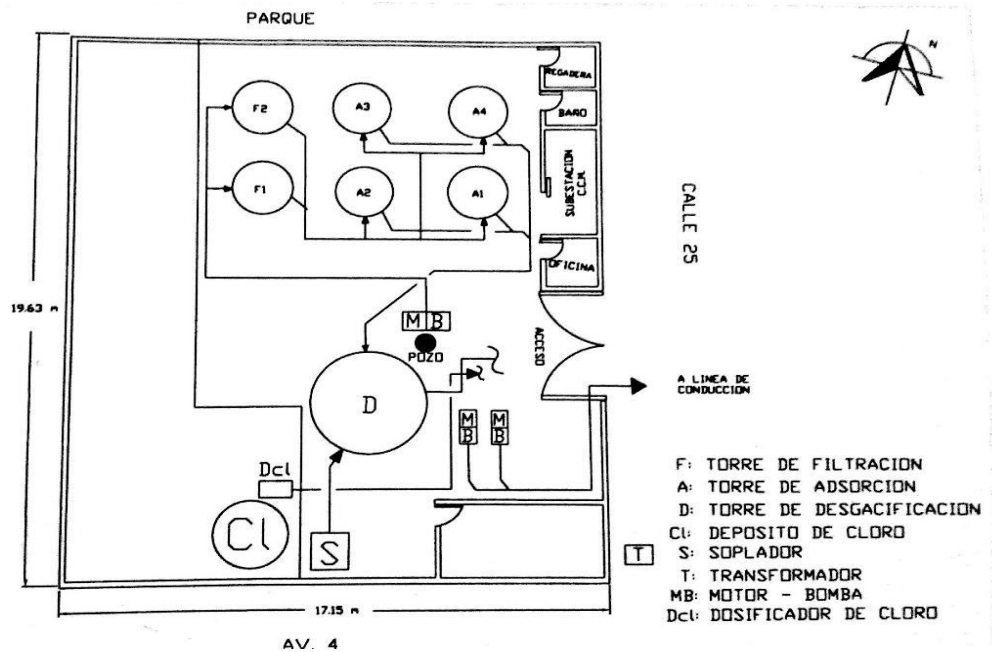 PARQUE
N
REGADERA
BAÑO
SUBESTACION
C.C.M.
OFICINA
CALLE 25
F2
A3
A4
F1
A2
A1
19.63 m
M B
POZO
ACCESO
D
A LINEA DE
CONDUCCION
M
B
M
B
Dcl
Cl
S
T
F: TORRE DE FILTRACION
A: TORRE DE ADSORCION
D: TORRE DE DESGACIFICACION
Cl: DEPOSITO DE CLORO
S: SOPLADOR
T: TRANSFORMADOR
MB: MOTOR - BOMBA
Dcl: DOSIFICADOR DE CLORO
17.15 m
AV. 4